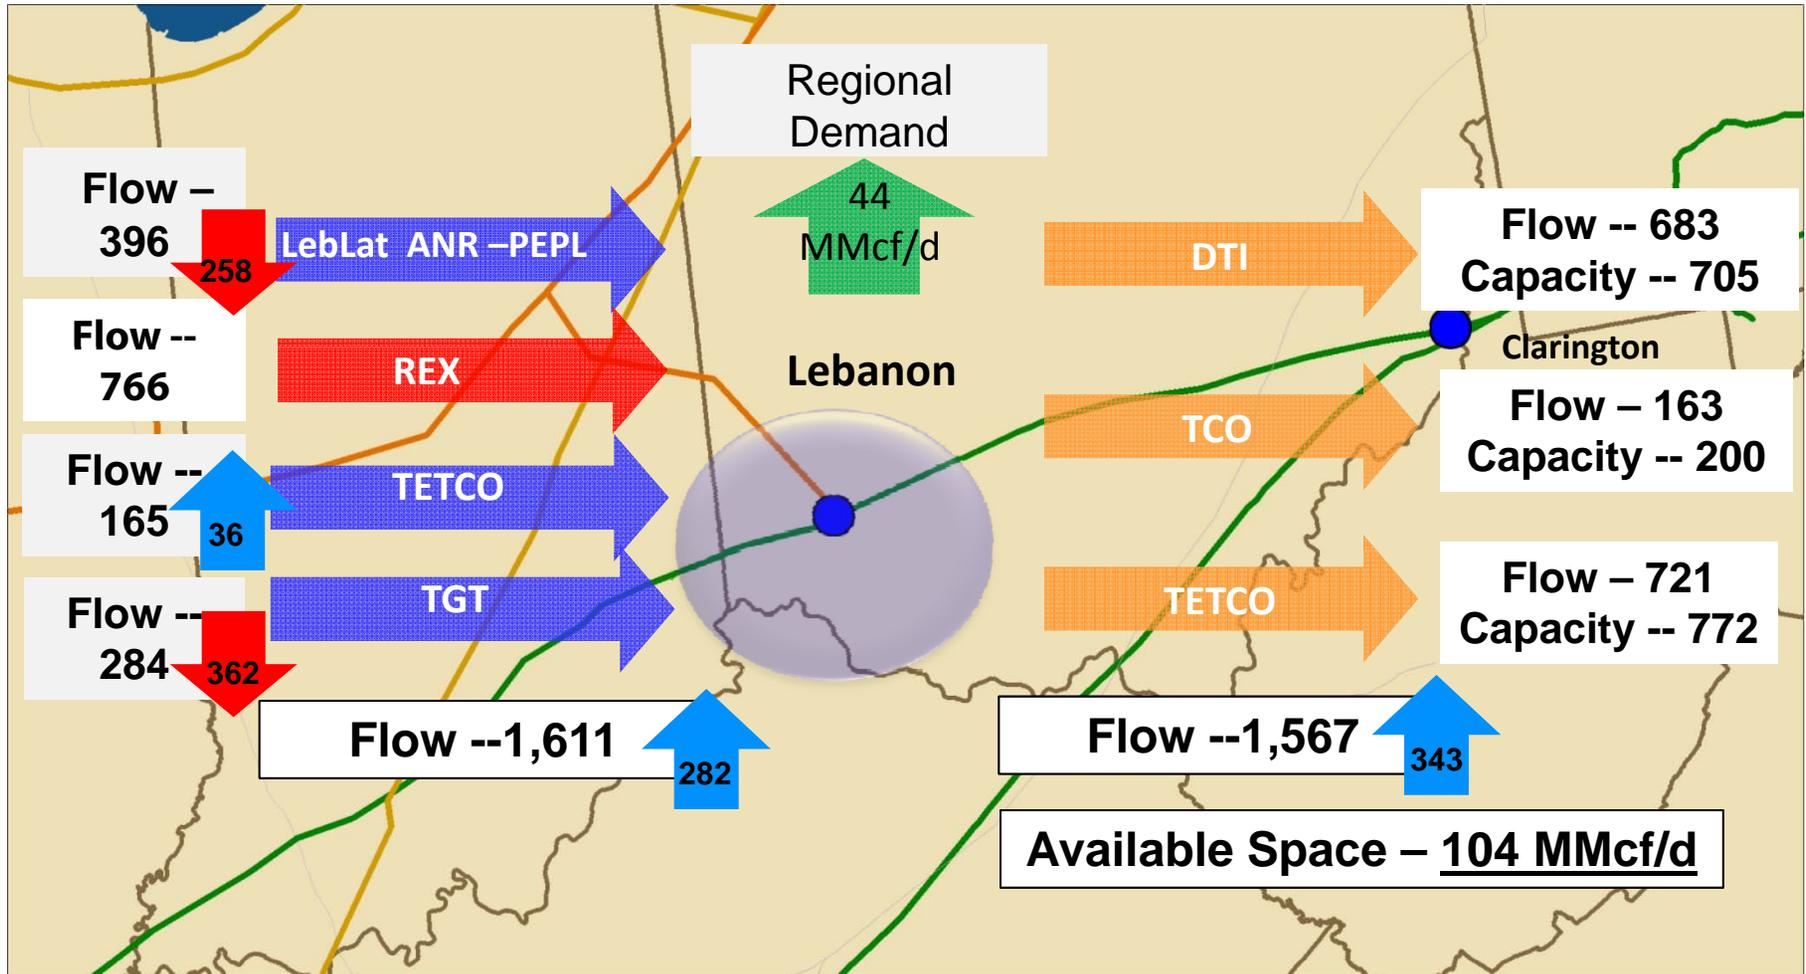 Regional
Demand
44
MMcf/d
Flow –
396
258
LebLat  ANR –PEPL
Flow --
766
REX
Flow --
165
36
TETCO
Flow --
284
362
TGT
Flow --1,611
282
Lebanon
DTI
Flow -- 683
Capacity -- 705
Clarington
TCO
Flow – 163
Capacity -- 200
TETCO
Flow – 721
Capacity -- 772
Flow --1,567
343
Available Space – 104 MMcf/d